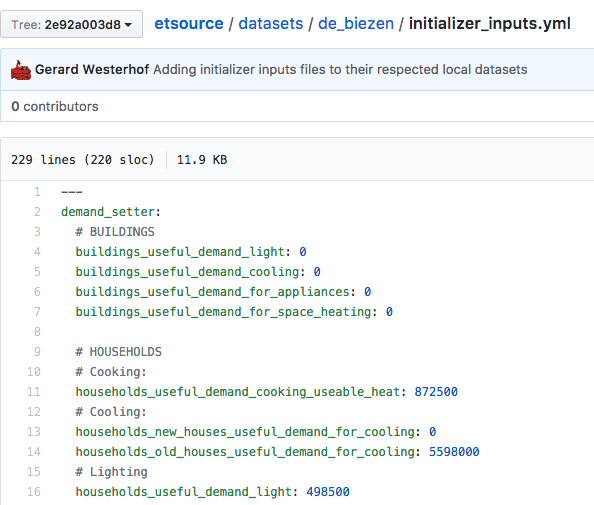 Tree: 2e92a003d8
etsource / datasets / de_biezen / initializer_inputs.yml
Gerard Westerhof Adding initializer inputs files to their respected local datasets
0 contributors
229 lines (220 sloc) 11.9 KB
1 ---
2 demand_setter:
3 # BUILDINGS
4 buildings_useful_demand_light: 0
5 buildings_useful_demand_cooling: 0
6 buildings_useful_demand_for_appliances: 0
7 buildings_useful_demand_for_space_heating: 0
8
9 # HOUSEHOLDS
10 # Cooking:
11 households_useful_demand_cooking_useable_heat: 872500
12 # Cooling:
13 households_new_houses_useful_demand_for_cooling: 0
14 households_old_houses_useful_demand_for_cooling: 5598000
15 # Lighting
16 households_useful_demand_light: 498500